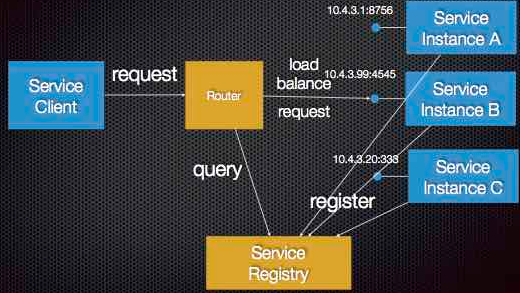 10.4.3.1:8756
Service
Instance A
request
load
balance
10.4.3.99:4545
Service
Client
Router
Service
Instance B
request
10.4.3.20:333
query
Service
Instance C
register
Service
Registry